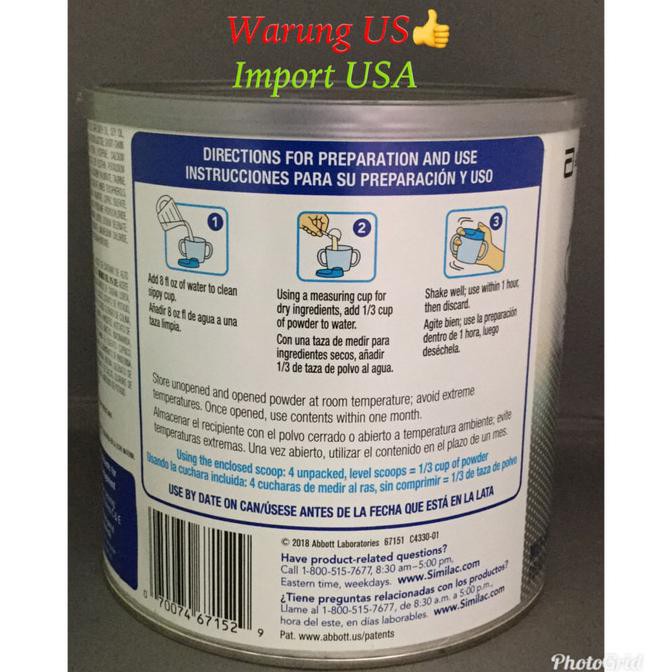 Warung US👍
Import USA
DIRECTIONS FOR PREPARATION AND USE
INSTRUCCIONES PARA SU PREPARACIÓN Y USO
1
Add 8 fl oz of water to clean
sippy cup.
Añadir 8 oz fl de agua a una
taza limpia.
2
Using a measuring cup for
dry ingredients, add 1/3 cup
of powder to water.
Con una taza de medir para
ingredientes secos, añadir
1/3 de taza de polvo al agua.
3
Shake well; use within 1 hour,
then discard.
Agite bien; use la preparación
dentro de 1 hora, luego
deséchela.
Store unopened and opened powder at room temperature; avoid extreme
temperatures. Once opened, use contents within one month.
Almacenar el recipiente con el polvo cerrado o abierto a temperatura ambiente; evite
temperaturas extremas. Una vez abierto, utilizar el contenido en el plazo de un mes.
Using the enclosed scoop: 4 unpacked, level scoops = 1/3 cup of powder
Usando la cuchara incluida: 4 cucharas de medir al ras, sin comprimir = 1/3 de taza de polvo
USE BY DATE ON CAN/ÚSESE ANTES DE LA FECHA QUE ESTÁ EN LA LATA
© 2018 Abbott Laboratories 67151 C4330-01
Have product-related questions?
Call 1-800-515-7677, 8:30 am–5:00 pm,
Eastern time, weekdays. www.Similac.com
¿Tiene preguntas relacionadas con los productos?
Llame al 1-800-515-7677, de 8:30 a.m. a 5:00 p.m.,
hora del este, en días laborables. www.Similac.com
Pat. www.abbott.us/patents
0 70074 67152 9
PhotoGrid